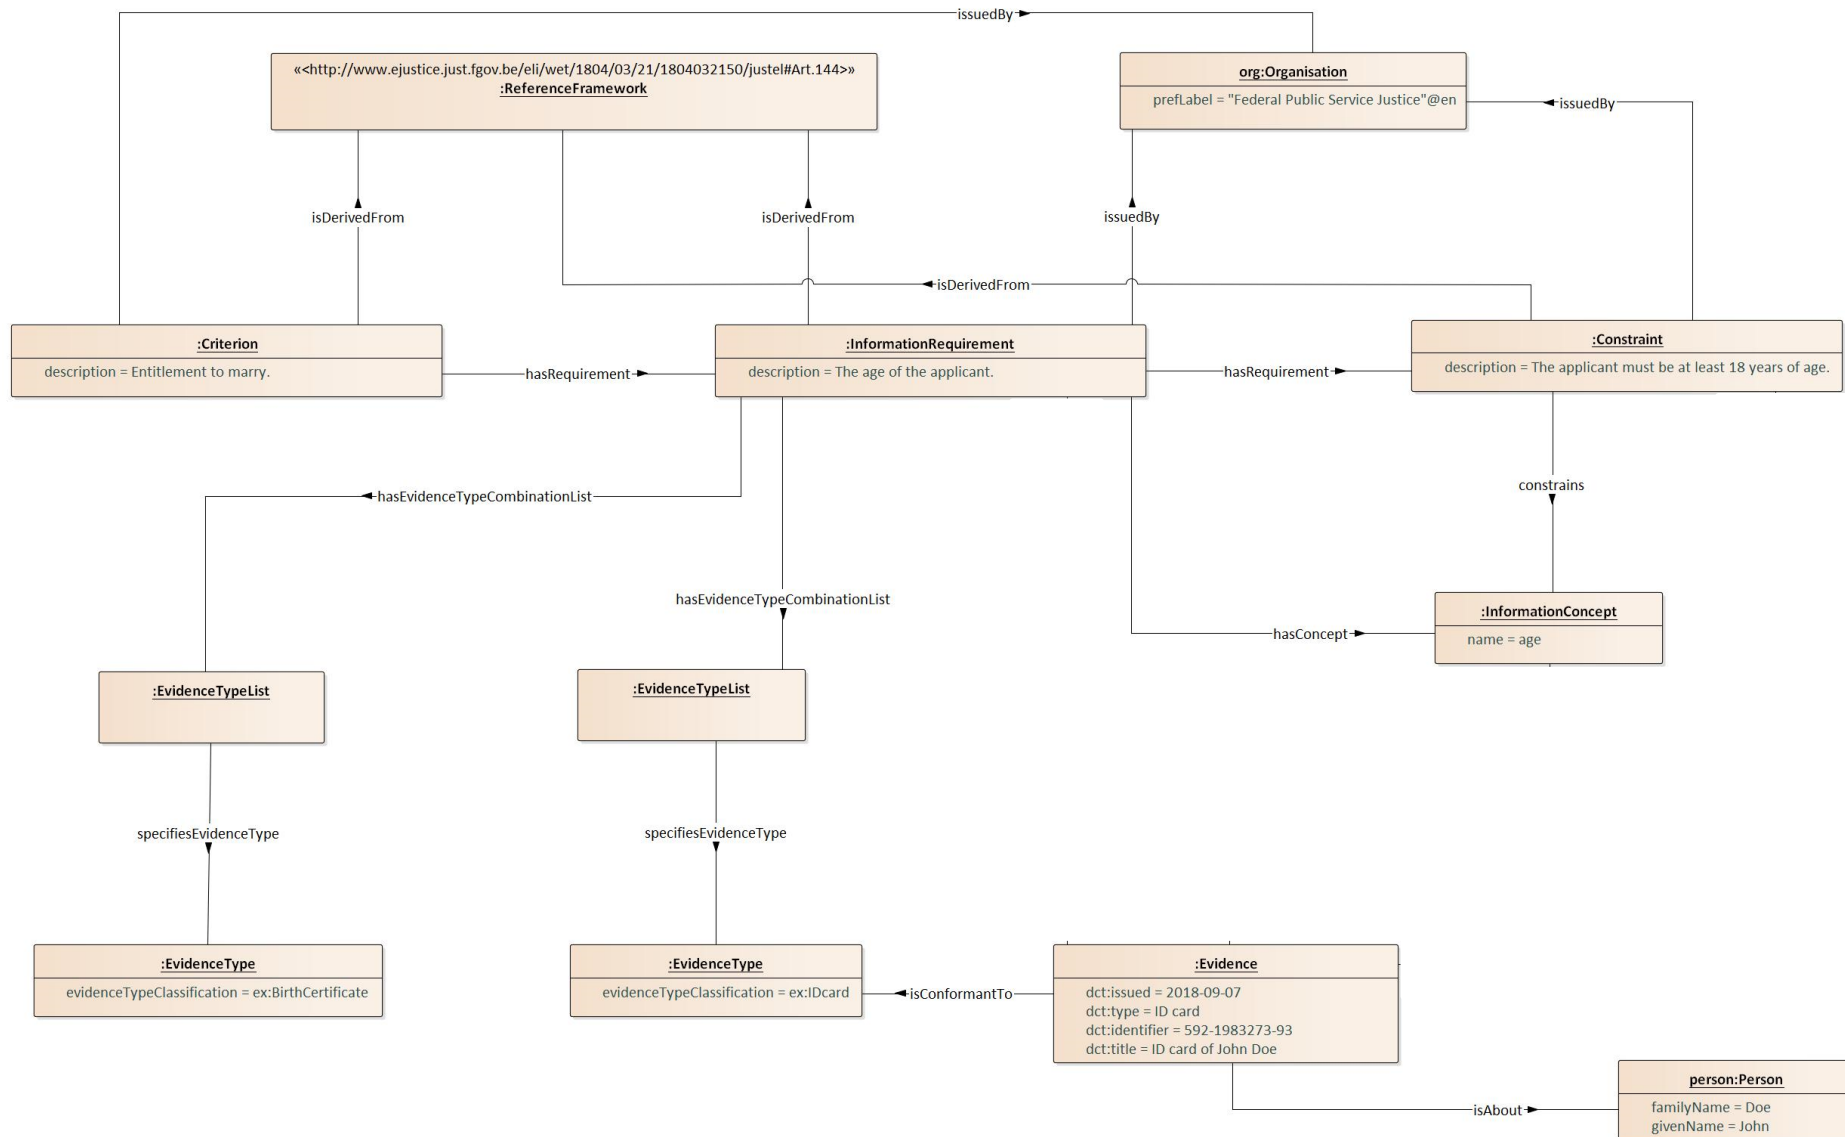 issuedBy
«<http://www.ejustice.just.fgov.be/eli/wet/1804/03/21/1804032150/justel#Art.144>»
:ReferenceFramework
org:Organisation
prefLabel = "Federal Public Service Justice"@en
issuedBy
isDerivedFrom
isDerivedFrom
issuedBy
isDerivedFrom
:Criterion
description = Entitlement to marry.
hasRequirement
:InformationRequirement
description = The age of the applicant.
hasRequirement
:Constraint
description = The applicant must be at least 18 years of age.
hasEvidenceTypeCombinationList
constrains
hasEvidenceTypeCombinationList
:InformationConcept
name = age
hasConcept
:EvidenceTypeList
:EvidenceTypeList
specifiesEvidenceType
specifiesEvidenceType
:EvidenceType
evidenceTypeClassification = ex:BirthCertificate
:EvidenceType
evidenceTypeClassification = ex:IDcard
isConformantTo
:Evidence
dct:issued = 2018-09-07
dct:type = ID card
dct:identifier = 592-1983273-93
dct:title = ID card of John Doe
isAbout
person:Person
familyName = Doe
givenName = John